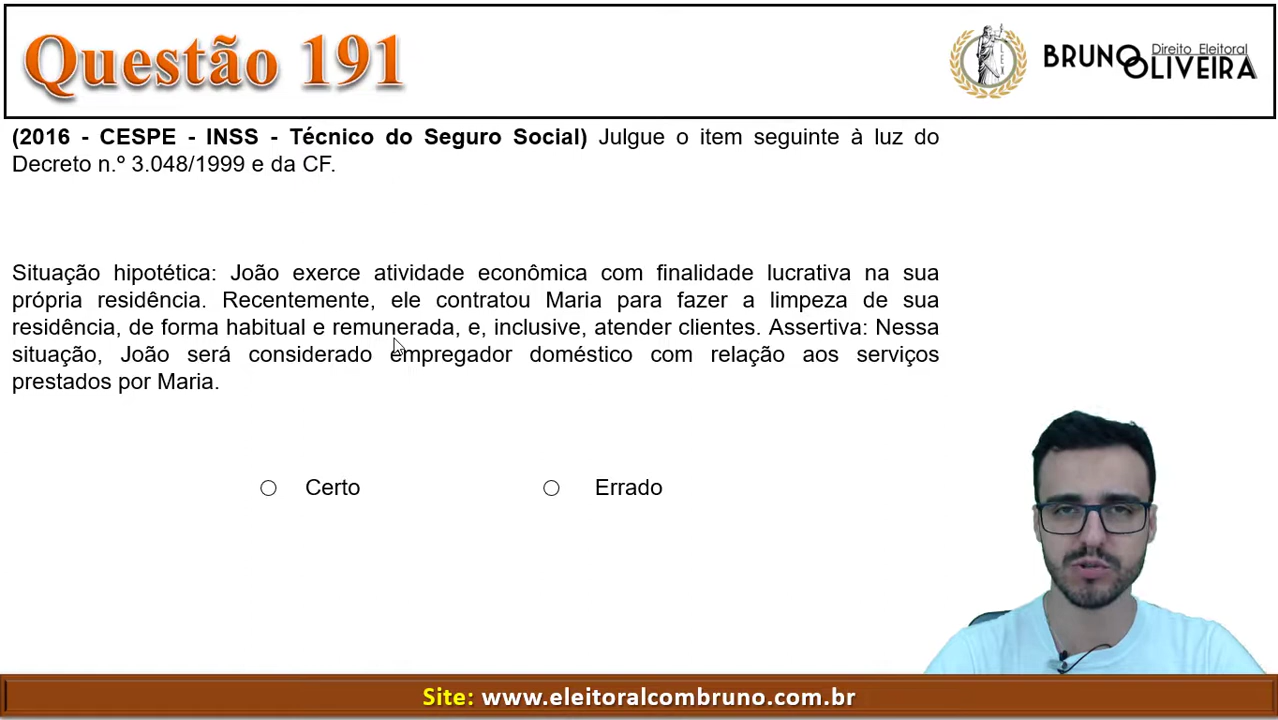 Questão 191
BRUNO OLIVEIRA
Direito Eleitoral
(2016 - CESPE - INSS - Técnico do Seguro Social) Julgue o item seguinte à luz do
Decreto n.º 3.048/1999 e da CF.
Situação hipotética: João exerce atividade econômica com finalidade lucrativa na sua
própria residência. Recentemente, ele contratou Maria para fazer a limpeza de sua
residência, de forma habitual e remunerada, e, inclusive, atender clientes. Assertiva: Nessa
situação, João será considerado empregador doméstico com relação aos serviços
prestados por Maria.
Certo
Errado
Site: www.eleitoralcombruno.com.br